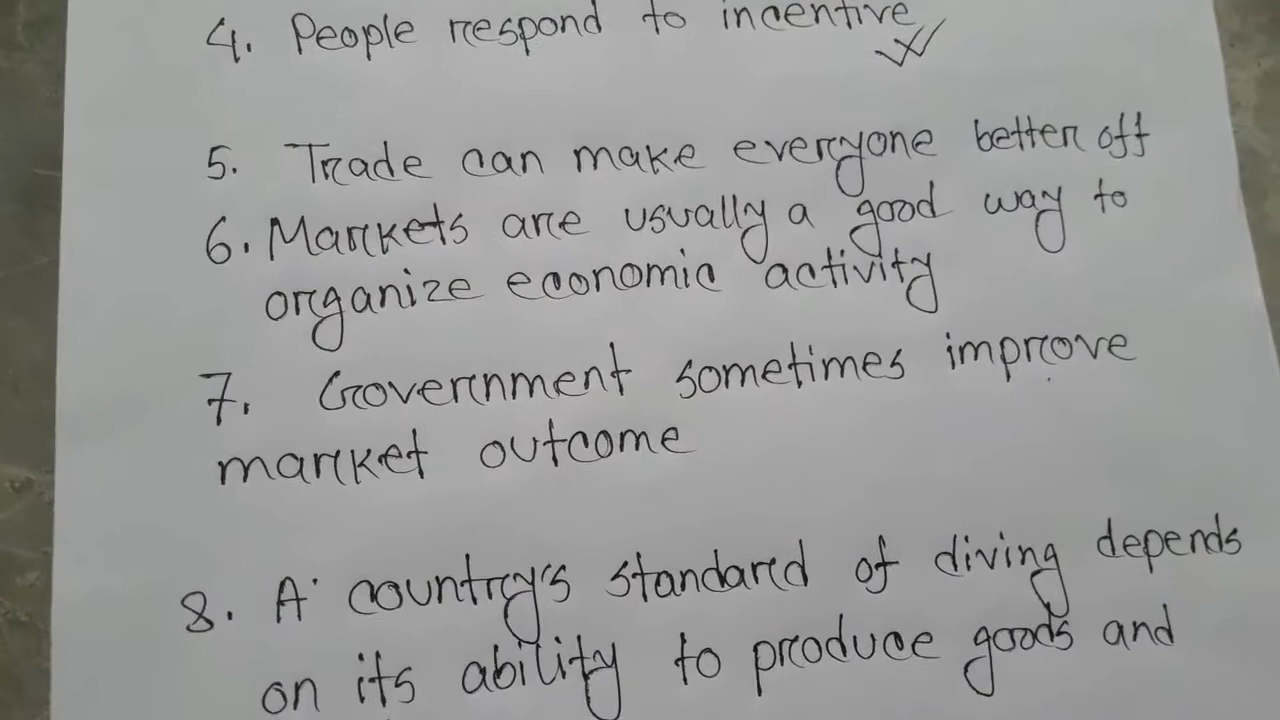 4. People respond to incentive
5. Trade can make everyone better off
6. Markets are usually a good way to
organize economic activity
7. Government sometimes improve
market outcome
8. A country's standard of diving depends
on its ability to produce goods and